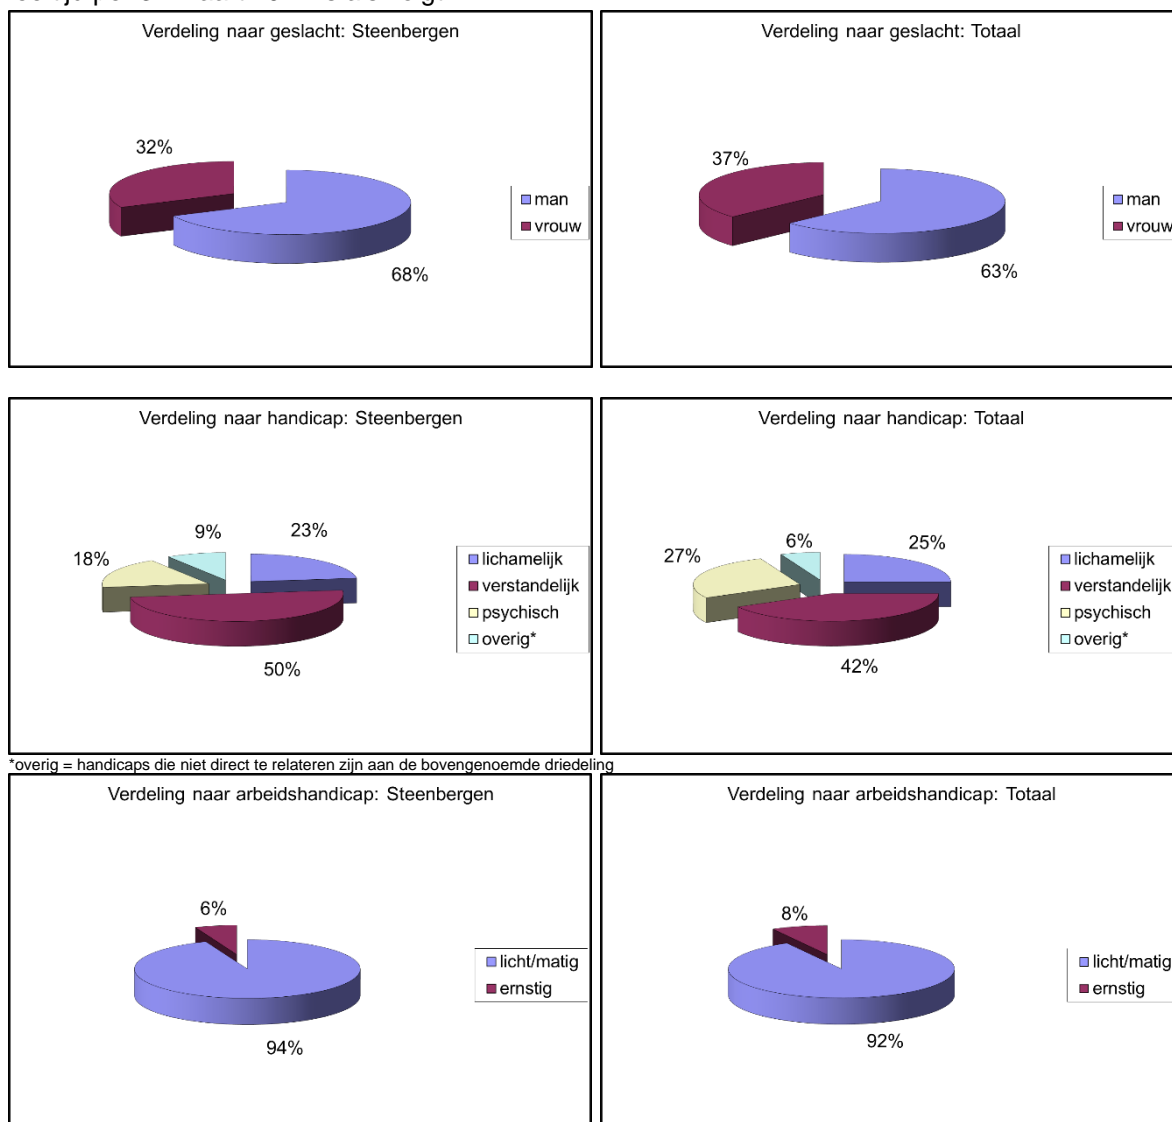 Verdeling naar geslacht: Steenbergen
32%
68%
man
vrouw
Verdeling naar geslacht: Totaal
37%
63%
man
vrouw
Verdeling naar handicap: Steenbergen
18%
9%
23%
50%
lichamelijk
verstandelijk
psychisch
overig*
Verdeling naar handicap: Totaal
27%
6%
25%
42%
lichamelijk
verstandelijk
psychisch
overig*
*overig = handicaps die niet direct te relateren zijn aan de bovengenoemde driedeling
Verdeling naar arbeidshandicap: Steenbergen
6%
94%
licht/matig
ernstig
Verdeling naar arbeidshandicap: Totaal
8%
92%
licht/matig
ernstig